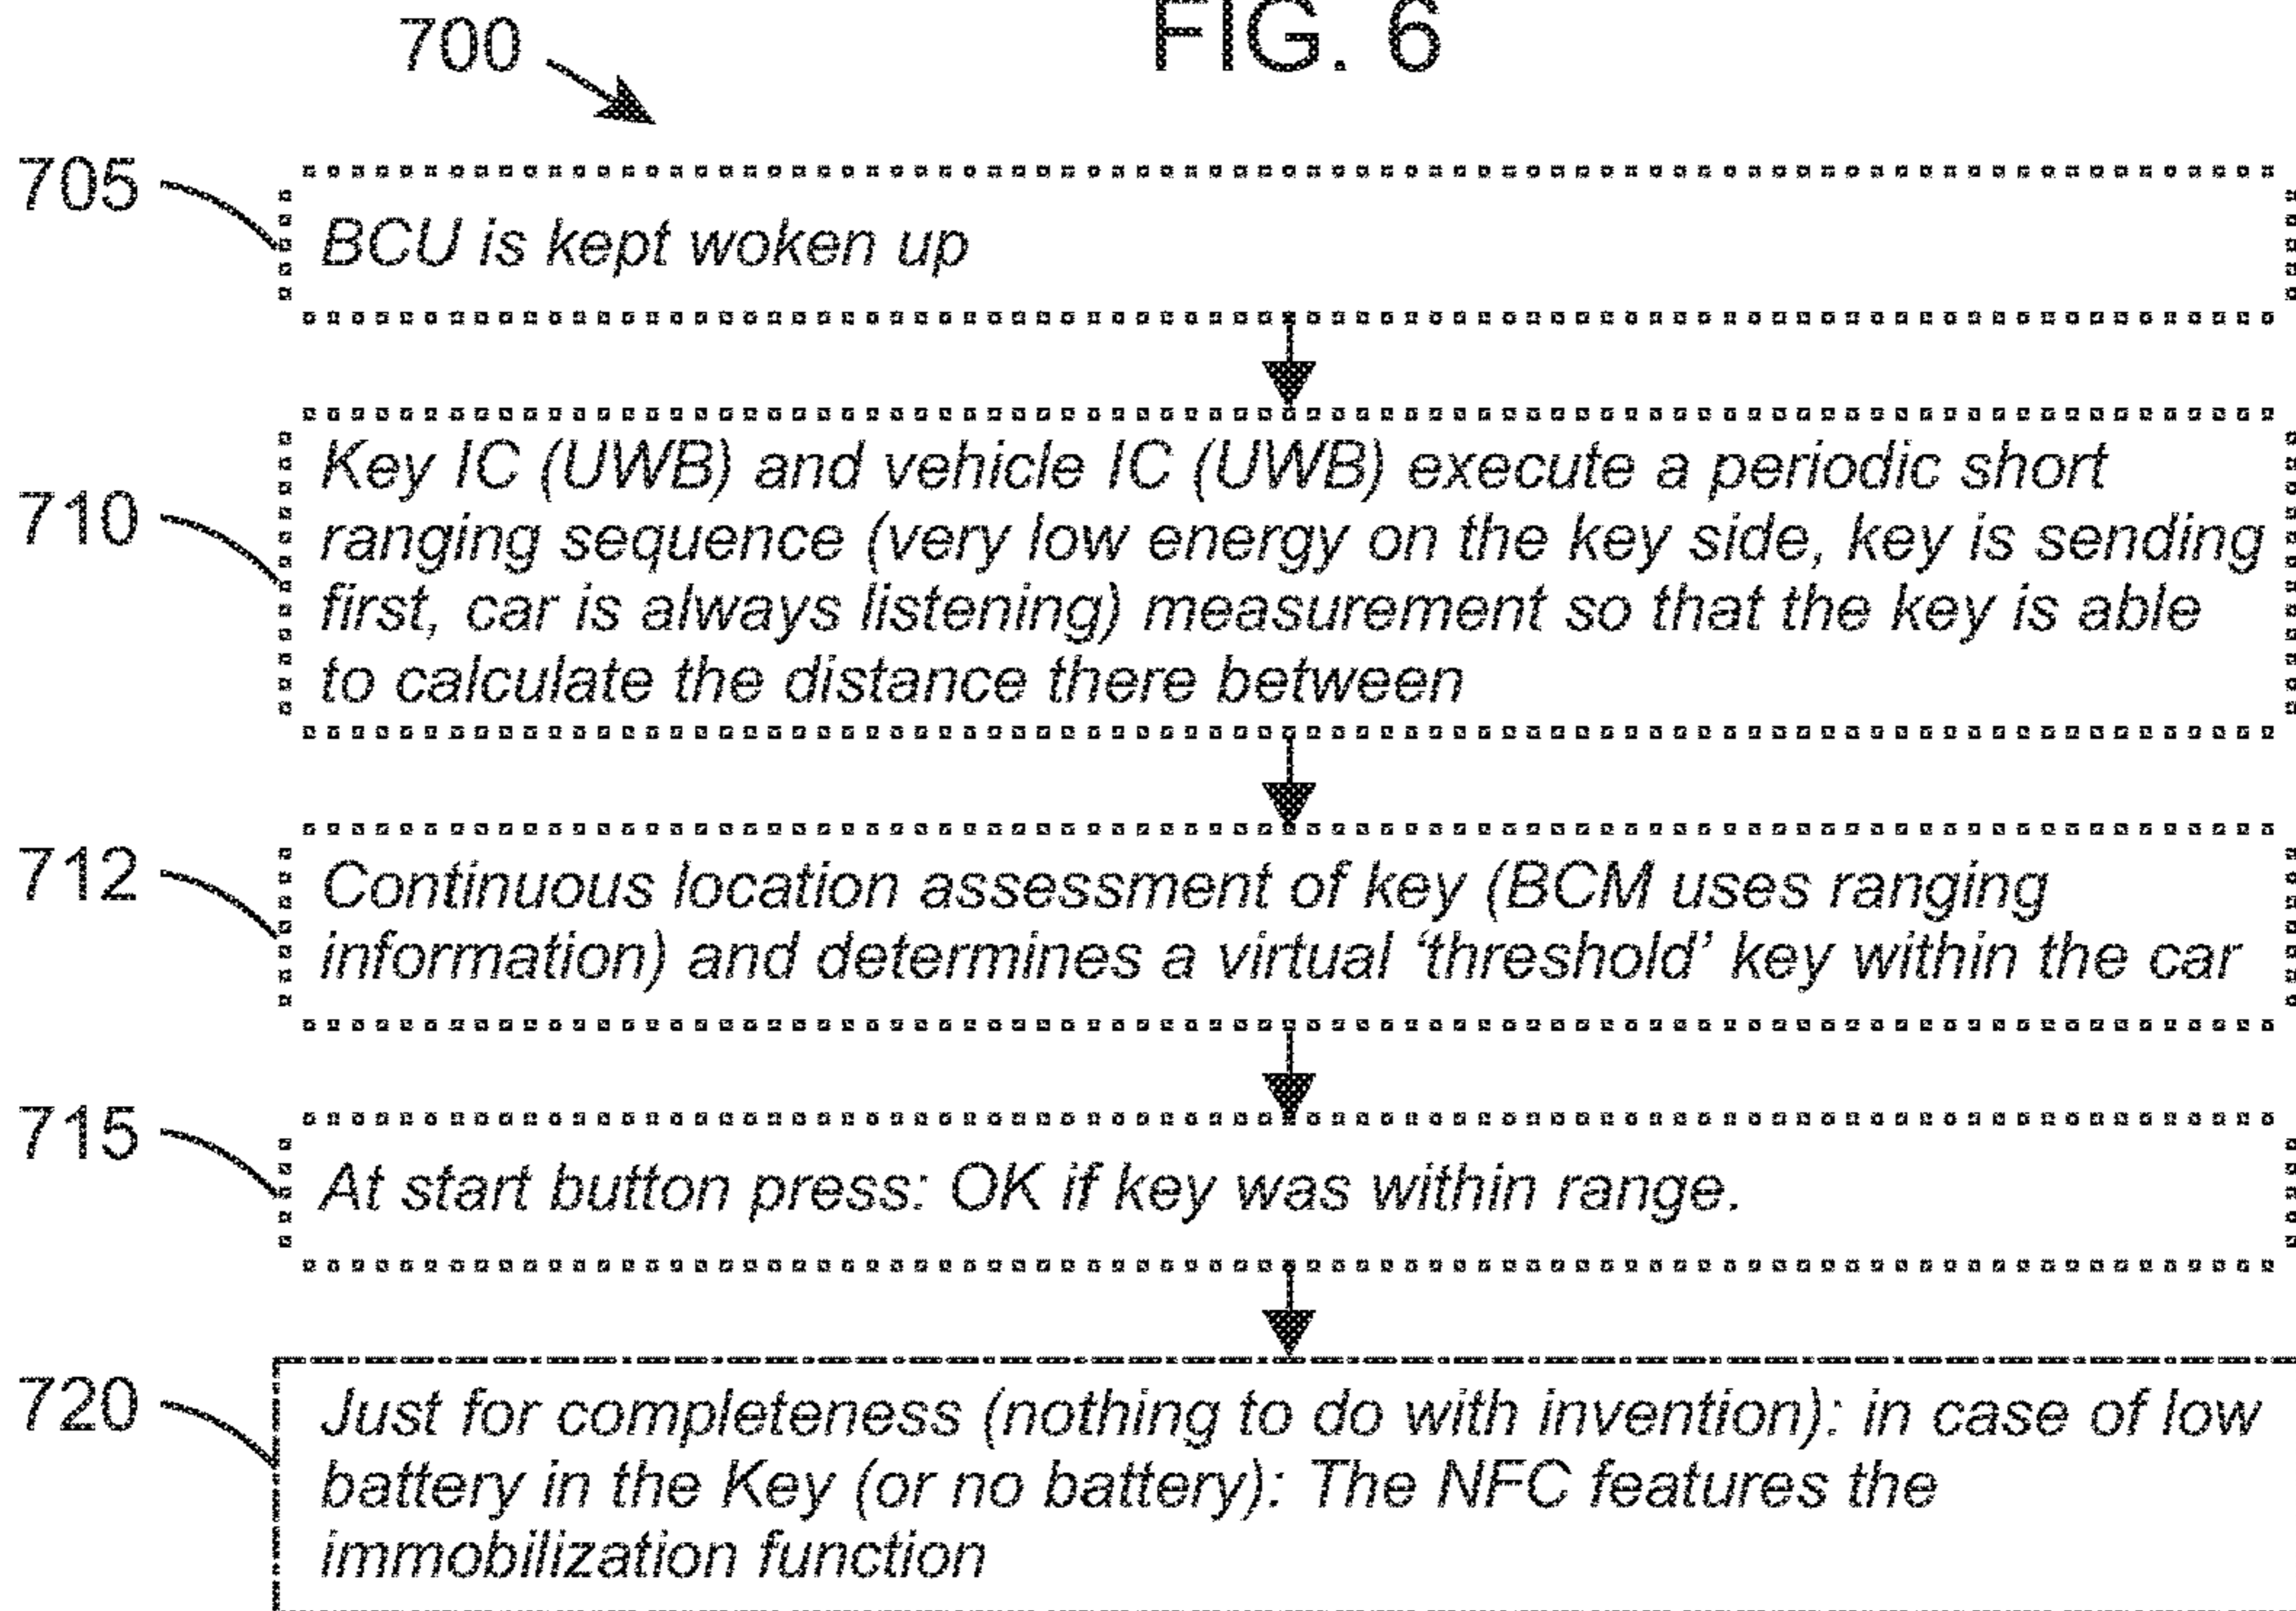 FIG. 6
700
705
BCU is kept woken up
710
Key IC (UWB) and vehicle IC (UWB) execute a periodic short
ranging sequence (very low energy on the key side, key is sending
first, car is always listening) measurement so that the key is able
to calculate the distance there between
712
Continuous location assessment of key (BCM uses ranging
information) and determines a virtual ‘threshold’ key within the car
715
At start button press: OK if key was within range.
720
Just for completeness (nothing to do with invention): in case of low
battery in the Key (or no battery): The NFC features the
immobilization function